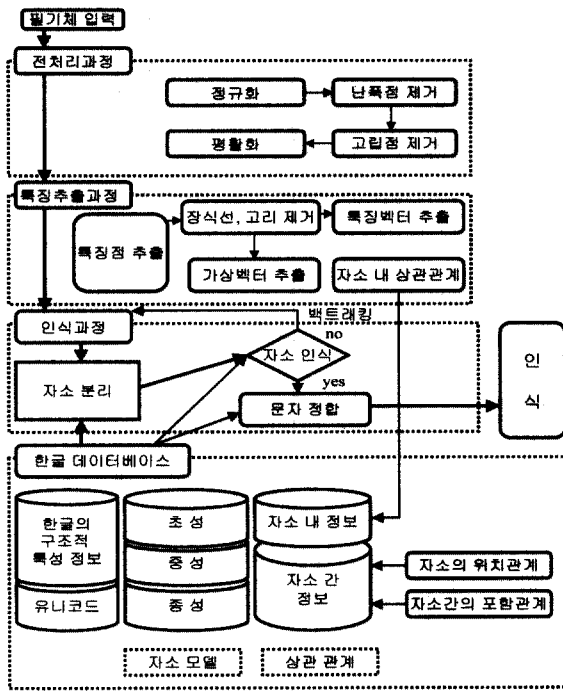 필기체 입력
전처리과정
정규화
난폭점 제거
평활화
고립점 제거
특징추출과정
장식선, 고리 제거
특징벡터 추출
특징점 추출
가상벡터 추출
자소 내 상관관계
백트래킹
인식과정
no
자소 인식
인
식
자소 분리
yes
문자 정합
한글 데이터베이스
한글의
구조적
특성 정보
초 성
자소 내 정보
중 성
자소 간
정보
자소의 위치관계
유니코드
종 성
자소간의 포함관계
자소 모델
상관 관계